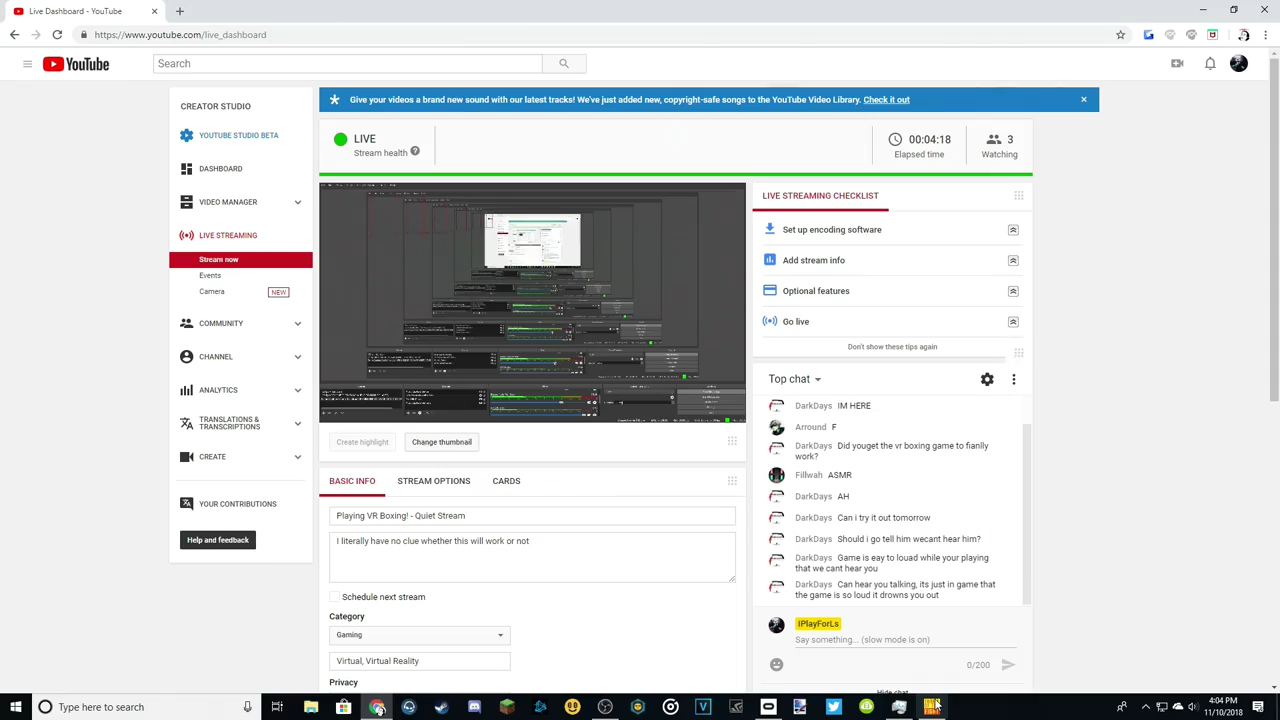 Live Dashboard - YouTube
https://www.youtube.com/live_dashboard
YouTube
Search
CREATOR STUDIO
YOUTUBE STUDIO BETA
DASHBOARD
VIDEO MANAGER
LIVE STREAMING
Stream now
Events
Camera
NEW
COMMUNITY
CHANNEL
ANALYTICS
TRANSLATIONS &
TRANSCRIPTIONS
CREATE
YOUR CONTRIBUTIONS
Help and feedback
Give your videos a brand new sound with our latest tracks! We've just added new, copyright-safe songs to the YouTube Video Library. Check it out
LIVE
Stream health
00:04:18
Elapsed time
3
Watching
Create highlight
Change thumbnail
BASIC INFO
STREAM OPTIONS
CARDS
Playing VR Boxing! - Quiet Stream
I literally have no clue whether this will work or not
Schedule next stream
Category
Gaming
Virtual, Virtual Reality
Privacy
LIVE STREAMING CHECKLIST
Set up encoding software
Add stream info
Optional features
Go live
Don't show these tips again
Top chat
DarkDays IM HERE
Arround F
DarkDays Did youget the vr boxing game to fianlly
work?
Fillwah ASMR
DarkDays AH
DarkDays Can i try it out tomorrow
DarkDays Should i go tell him wecant hear him?
DarkDays Game is eay to louad while your playing
that we cant hear you
DarkDays Can hear you talking, its just in game that
the game is so loud it drowns you out
IPlayForLs
Say something... (slow mode is on)
0/200
Hide chat
Type here to search
4:04 PM
11/10/2018